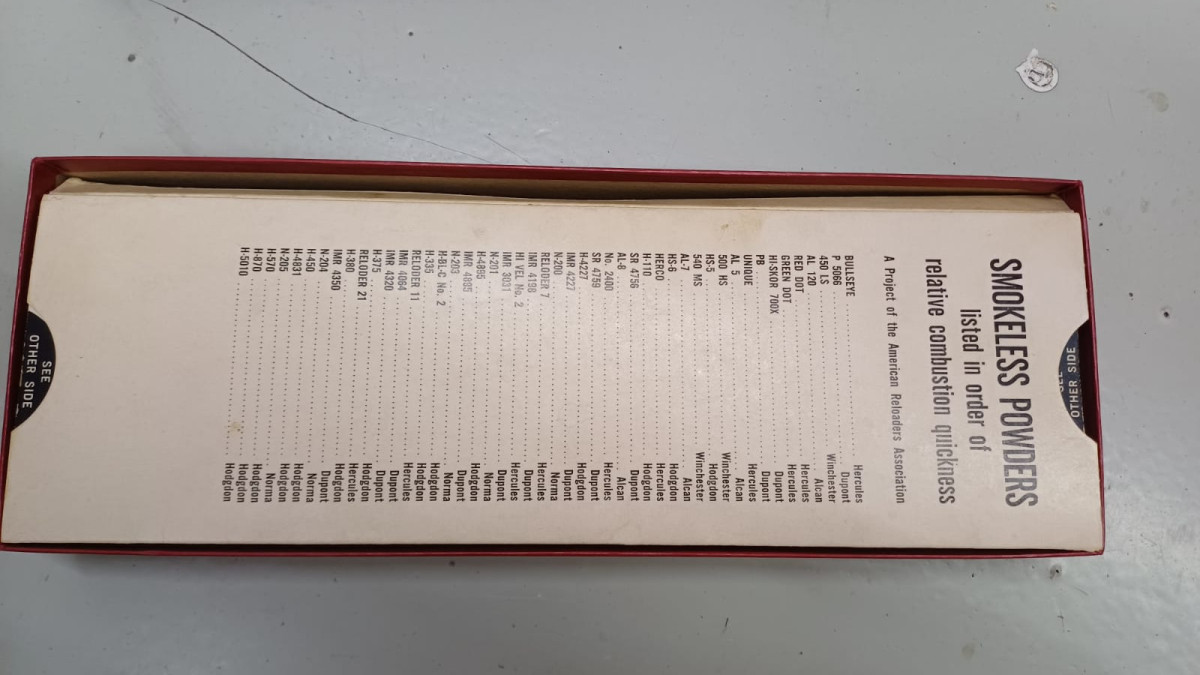 OTHER SIDE
SMOKELESS POWDERS
listed in order of
relative combustion quickness
A Project of the American Reloaders Association
BULLSEYE .......... Hercules
P 5066 .......... Dupont
450 LS .......... Winchester
AL 120 .......... Alcan
RED DOT .......... Hercules
GREEN DOT .......... Hercules
HI-SKOR 700X .......... Dupont
PB .......... Dupont
UNIQUE .......... Hercules
AL 5 .......... Alcan
500 HS .......... Winchester
HS-5 .......... Hodgdon
540 MS .......... Winchester
AL-7 .......... Alcan
HS-6 .......... Hodgdon
HERCO .......... Hercules
H-110 .......... Hodgdon
SR 4756 .......... Dupont
AL-8 .......... Alcan
No. 2400 .......... Hercules
SR 4759 .......... Dupont
H-4227 .......... Hodgdon
IMR 4227 .......... Dupont
N-200 .......... Norma
RELODER 7 .......... Hercules
IMR 4198 .......... Dupont
HI VEL No. 2 .......... Hercules
IMR 3031 .......... Dupont
N-201 .......... Norma
H-4895 .......... Hodgdon
IMR 4895 .......... Dupont
N-203 .......... Norma
H-BL-C No. 2 .......... Hodgdon
H-335 .......... Hodgdon
RELODER 11 .......... Hercules
IMR 4064 .......... Dupont
IMR 4320 .......... Dupont
H-375 .......... Hodgdon
RELODER 21 .......... Hercules
H-380 .......... Hodgdon
IMR 4350 .......... Dupont
N-204 .......... Norma
H-450 .......... Hodgdon
H-4831 .......... Hodgdon
N-205 .......... Norma
H-570 .......... Hodgdon
H-870 .......... Hodgdon
H-5010 .......... Hodgdon
SEE
OTHER SIDE